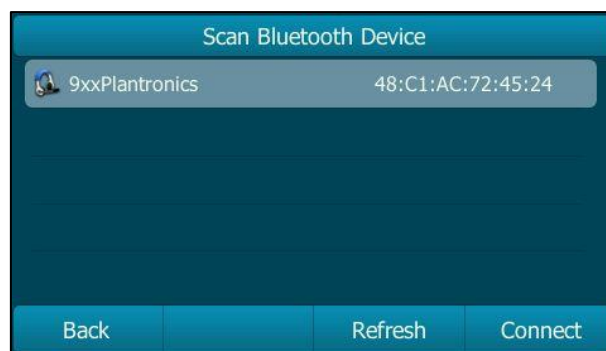 Scan Bluetooth Device
9xxPlantronics 48:C1:AC:72:45:24
Back Refresh Connect